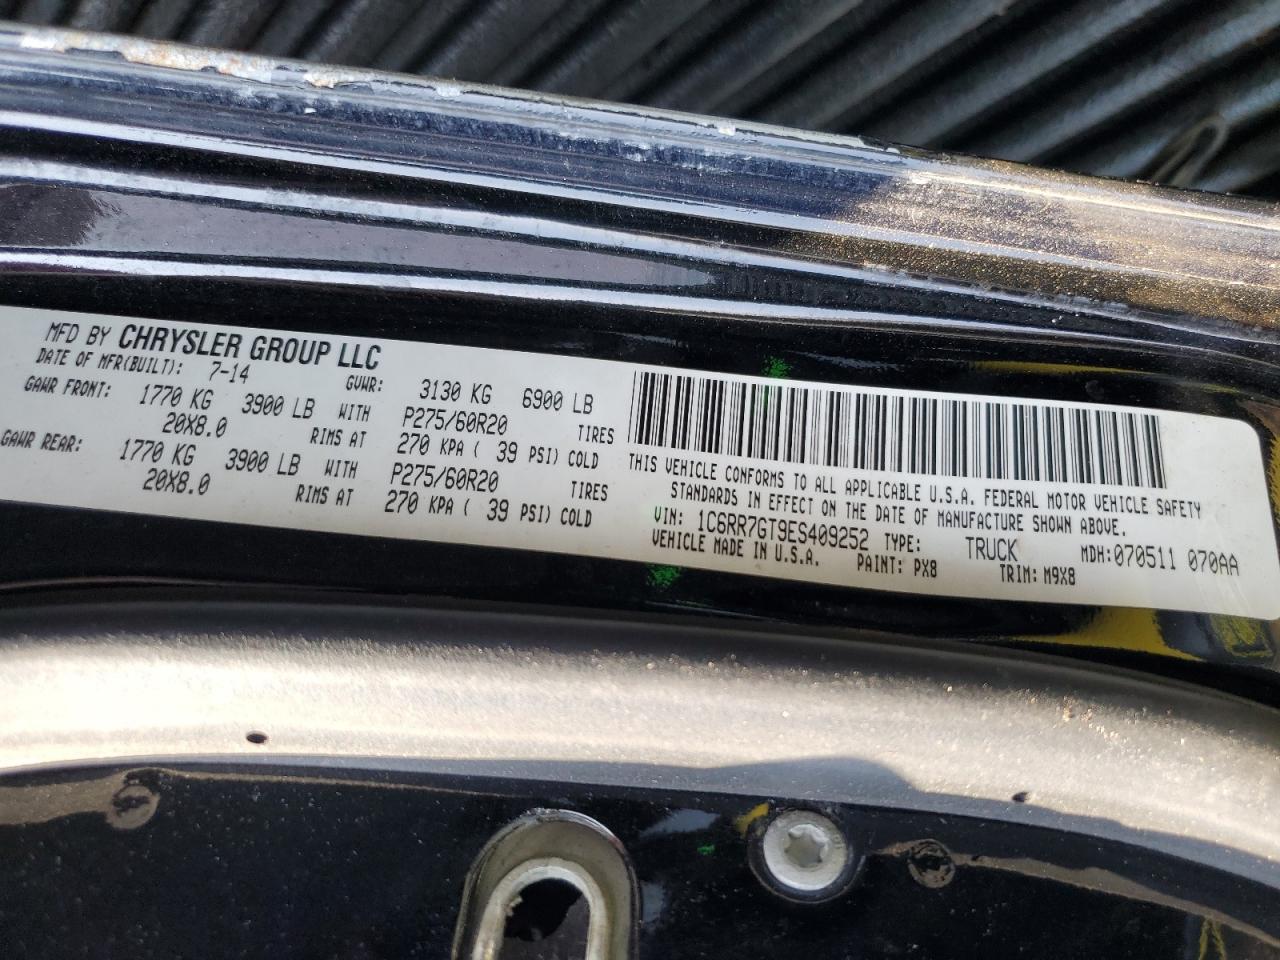 MFD BY CHRYSLER GROUP LLC
DATE OF MFR(BUILT): 7-14 GVWR: 3130 KG 6900 LB
GAWR FRONT: 1770 KG 3900 LB WITH P275/60R20 TIRES
20X8.0 RIMS AT 270 KPA ( 39 PSI) COLD
GAWR REAR: 1770 KG 3900 LB WITH P275/60R20 TIRES
20X8.0 RIMS AT 270 KPA ( 39 PSI) COLD
THIS VEHICLE CONFORMS TO ALL APPLICABLE U.S.A. FEDERAL MOTOR VEHICLE SAFETY
STANDARDS IN EFFECT ON THE DATE OF MANUFACTURE SHOWN ABOVE.
VIN: 1C6RR7GT9ES409252 TYPE: TRUCK MDH:070511 070AA
VEHICLE MADE IN U.S.A. PAINT: PX8 TRIM: M9X8